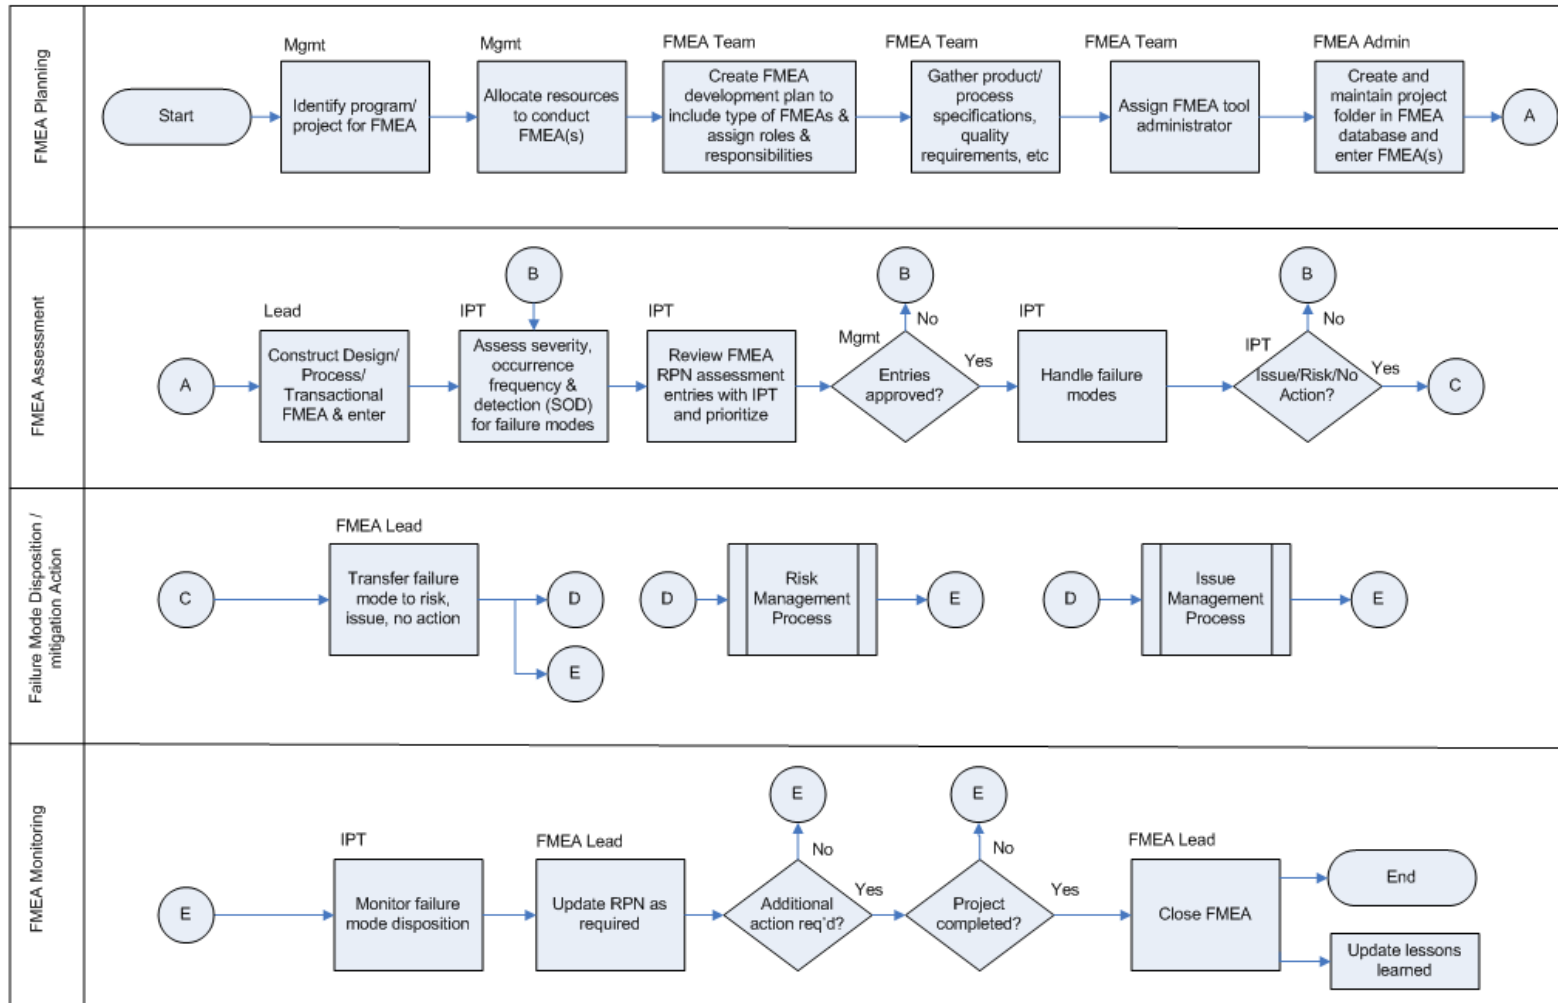 FMEA Planning
Mgmt
Mgmt
FMEA Team
FMEA Team
FMEA Team
FMEA Admin
Start
Identify program/
project for FMEA
Allocate resources
to conduct
FMEA(s)
Create FMEA
development plan to
include type of FMEAs &
assign roles &
responsibilities
Gather product/
process
specifications,
quality
requirements, etc
Assign FMEA tool
administrator
Create and
maintain project
folder in FMEA
database and
enter FMEA(s)
A
FMEA Assessment
A
Lead
Construct Design/
Process/
Transactional
FMEA & enter
B
IPT
Assess severity,
occurrence
frequency &
detection (SOD)
for failure modes
IPT
Review FMEA
RPN assessment
entries with IPT
and prioritize
B
No
Mgmt
Entries
approved?
Yes
IPT
Handle failure
modes
B
No
IPT
Issue/Risk/No
Action?
Yes
C
Failure Mode Disposition /
mitigation Action
C
FMEA Lead
Transfer failure
mode to risk,
issue, no action
D
E
D
Risk
Management
Process
E
D
Issue
Management
Process
E
FMEA Monitoring
E
IPT
Monitor failure
mode disposition
FMEA Lead
Update RPN as
required
E
No
Additional
action req'd?
Yes
E
No
Project
completed?
Yes
FMEA Lead
Close FMEA
End
Update lessons
learned